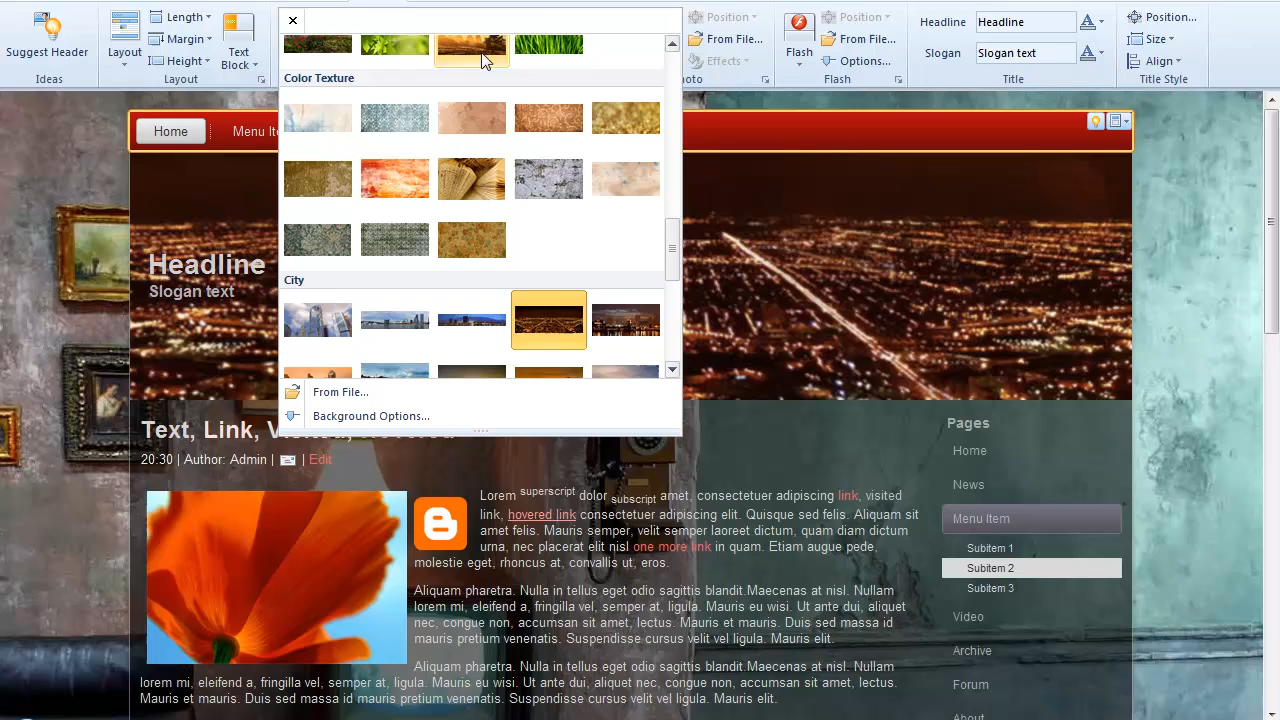 Suggest Header
Ideas
Layout
Length
Margin
Height
Text
Block
Layout
Position
From File...
Effects
oto
Flash
Position
From File...
Options...
Flash
Headline
Headline
Slogan
Slogan text
Title
Position...
Size
Align
Title Style
Color Texture
City
From File...
Background Options...
Home
Menu Ite
Headline
Slogan text
Text, Link, Visited, Hovered
20:30 | Author: Admin | | Edit
Lorem superscript dolor subscript amet, consectetuer adipiscing link, visited
link, hovered link consectetuer adipiscing elit. Quisque sed felis. Aliquam sit
amet felis. Mauris semper, velit semper laoreet dictum, quam diam dictum
urna, nec placerat elit nisl one more link in quam. Etiam augue pede,
molestie eget, rhoncus at, convallis ut, eros.
Aliquam pharetra. Nulla in tellus eget odio sagittis blandit.Maecenas at nisl. Nullam
lorem mi, eleifend a, fringilla vel, semper at, ligula. Mauris eu wisi. Ut ante dui, aliquet
nec, congue non, accumsan sit amet, lectus. Mauris et mauris. Duis sed massa id
mauris pretium venenatis. Suspendisse cursus velit vel ligula. Mauris elit.
Aliquam pharetra. Nulla in tellus eget odio sagittis blandit.Maecenas at nisl. Nullam
lorem mi, eleifend a, fringilla vel, semper at, ligula. Mauris eu wisi. Ut ante dui, aliquet nec, congue non, accumsan sit amet, lectus.
Mauris et mauris. Duis sed massa id mauris pretium venenatis. Suspendisse cursus velit vel ligula. Mauris elit.
Pages
Home
News
Menu Item
Subitem 1
Subitem 2
Subitem 3
Video
Archive
Forum
About